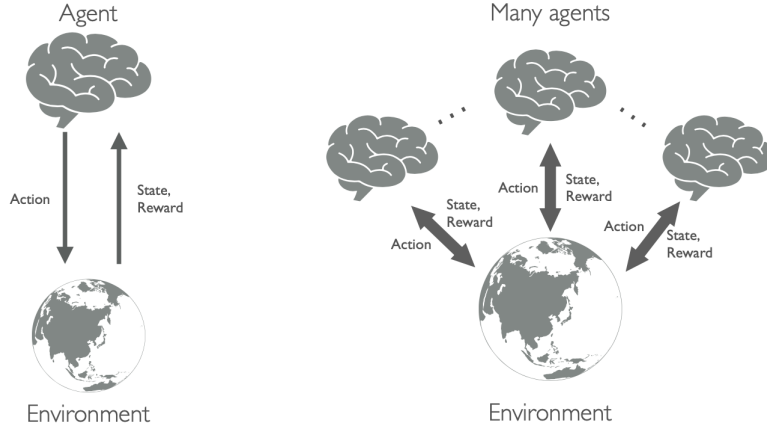 Agent
Action
State,
Reward
Environment
Many agents
Action
State,
Reward
Action
State,
Reward
Action
State,
Reward
Environment